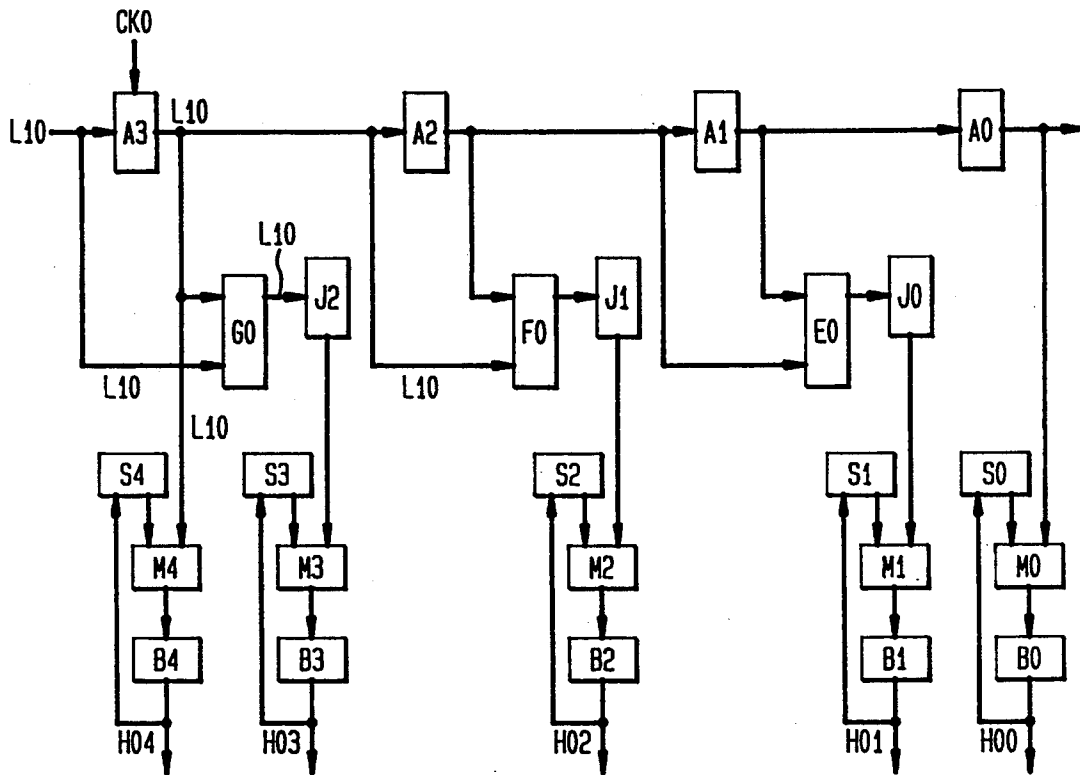 CK0
L10 A3 L10 A2 A1 A0
L10
G0 J2 F0 J1 E0 J0
L10 L10
L10
S4 S3 S2 S1 S0
M4 M3 M2 M1 M0
B4 B3 B2 B1 B0
H04 H03 H02 H01 H00